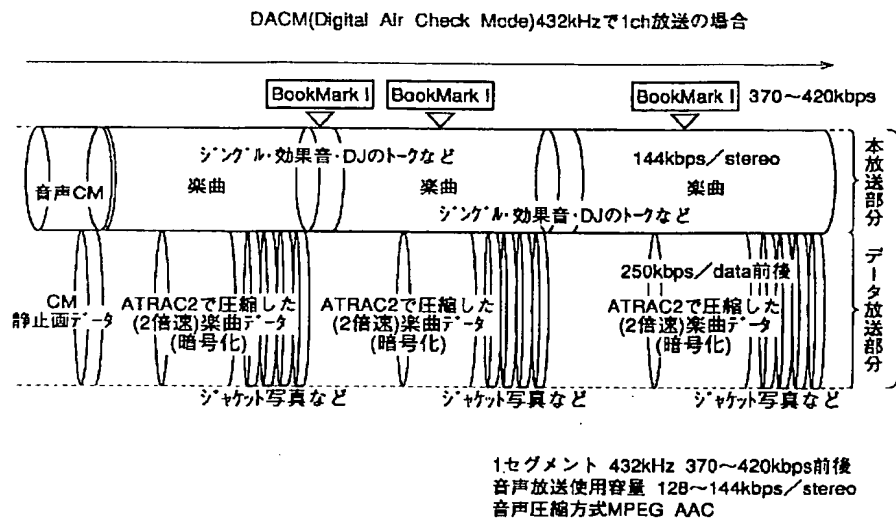 DACM(Digital Air Check Mode)432kHzで1ch放送の場合
BookMark!
BookMark!
BookMark!
370〜420kbps
ジングル・効果音・DJのトークなど
144kbps/stereo
音声CM
楽曲
楽曲
楽曲
ジングル・効果音・DJのトークなど
本放送部分
CM
静止画データ
ATRAC2で圧縮した
(2倍速)楽曲データ
(暗号化)
ATRAC2で圧縮した
(2倍速)楽曲データ
(暗号化)
250kbps/data前後
ATRAC2で圧縮した
(2倍速)楽曲データ
(暗号化)
データ放送部分
ジャケット写真など
ジャケット写真など
ジャケット写真など
1セグメント 432kHz 370〜420kbps前後
音声放送使用容量 128〜144kbps/stereo
音声圧縮方式MPEG AAC